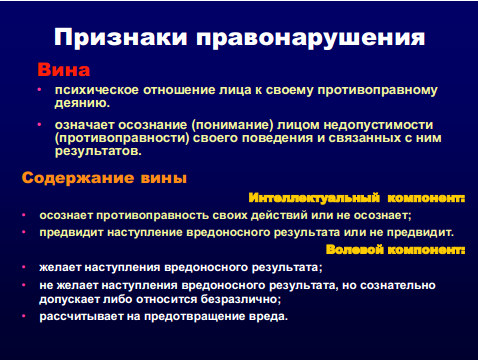 Признаки правонарушения
Вина
• психическое отношение лица к своему противоправному
деянию.
• означает осознание (понимание) лицом недопустимости
(противоправности) своего поведения и связанных с ним
результатов.
Содержание вины
Интеллектуальный компонент:
• осознает противоправность своих действий или не осознает;
• предвидит наступление вредоносного результата или не предвидит.
Волевой компонент:
• желает наступления вредоносного результата;
• не желает наступления вредоносного результата, но сознательно
допускает либо относится безразлично;
• рассчитывает на предотвращение вреда.